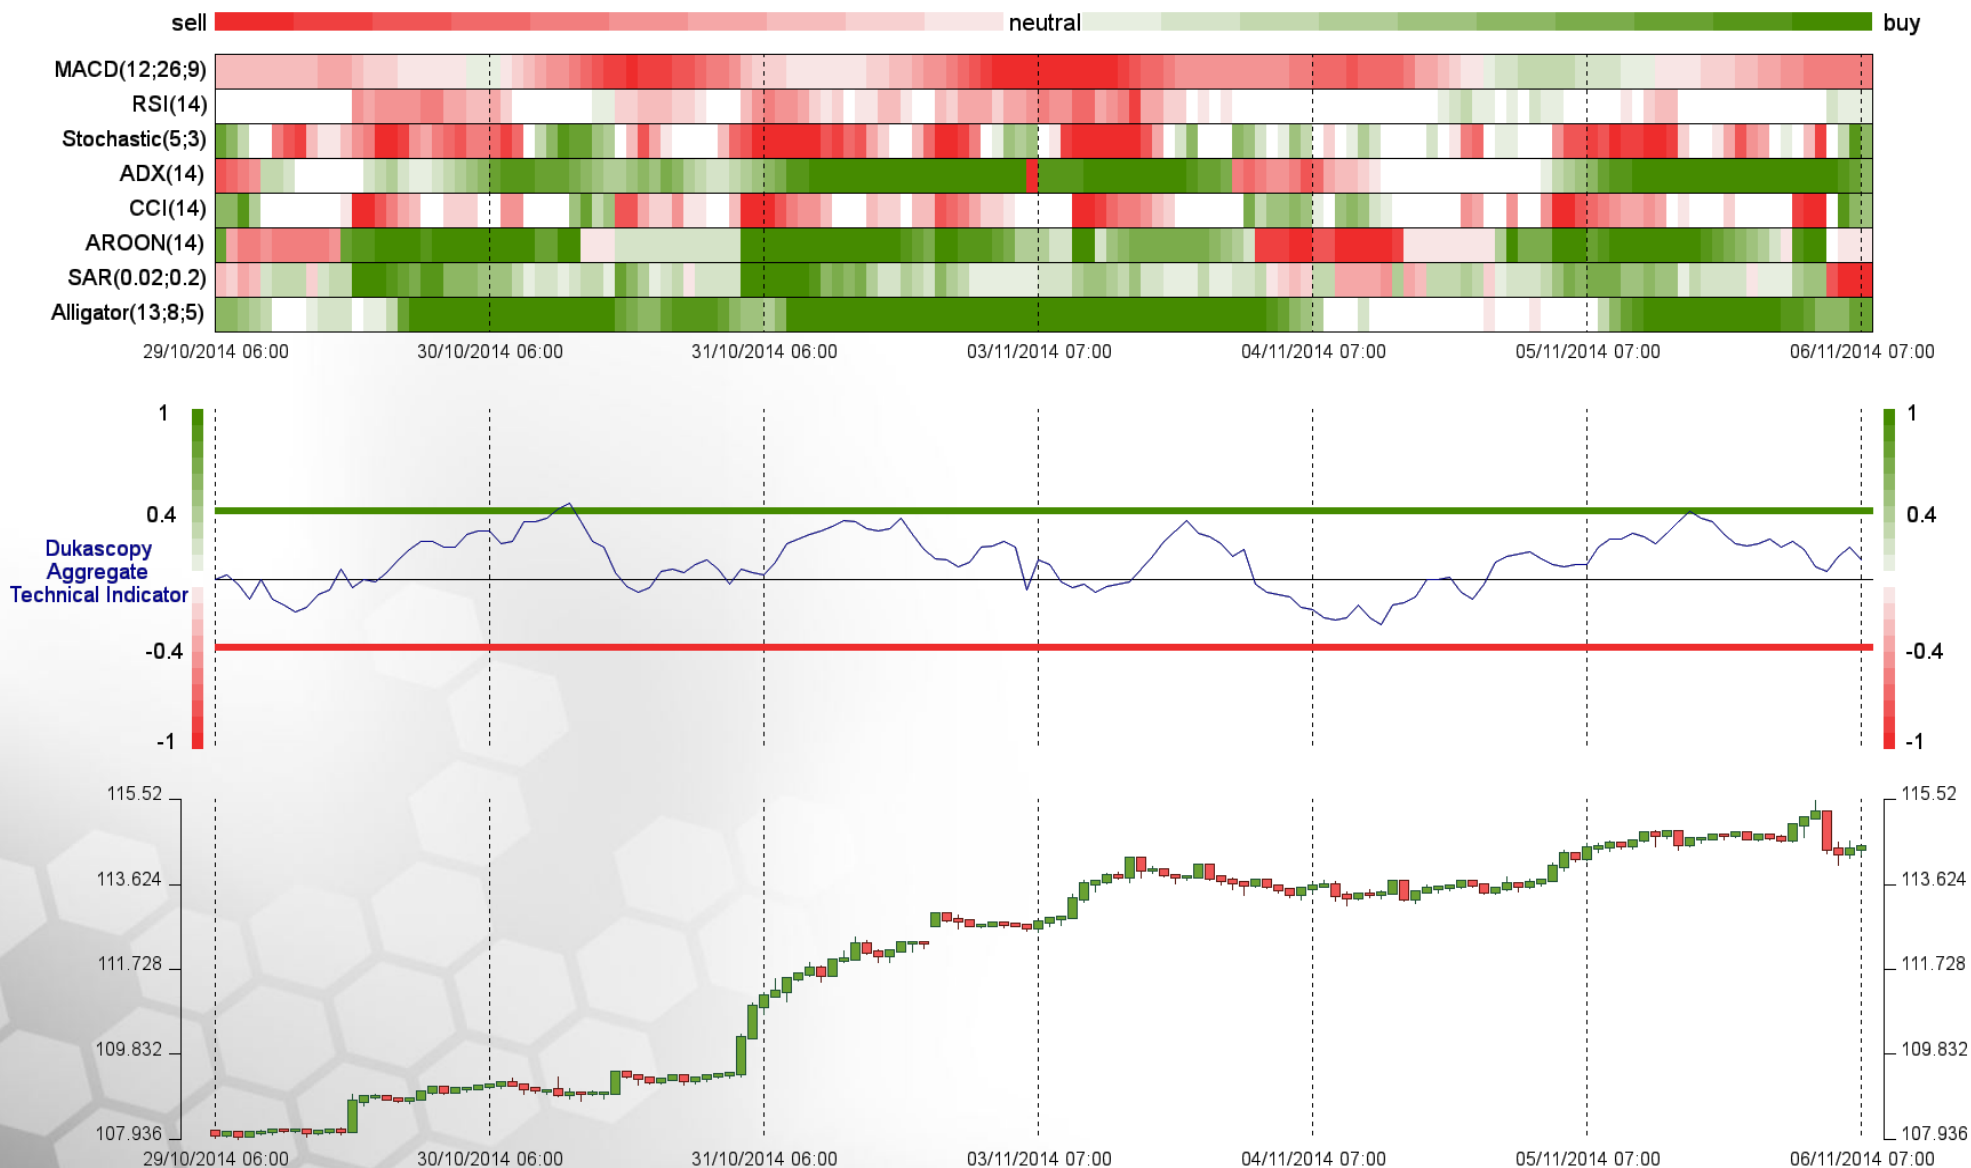 sell neutral buy
MACD(12;26;9)
RSI(14)
Stochastic(5;3)
ADX(14)
CCI(14)
AROON(14)
SAR(0.02;0.2)
Alligator(13;8;5)
29/10/2014 06:00 30/10/2014 06:00 31/10/2014 06:00 03/11/2014 07:00 04/11/2014 07:00 05/11/2014 07:00 06/11/2014 07:00
1 1
0.4 0.4
Dukascopy
Aggregate
Technical Indicator
-0.4 -0.4
-1 -1
115.52 115.52
113.624 113.624
111.728 111.728
109.832 109.832
107.936 107.936
29/10/2014 06:00 30/10/2014 06:00 31/10/2014 06:00 03/11/2014 07:00 04/11/2014 07:00 05/11/2014 07:00 06/11/2014 07:00